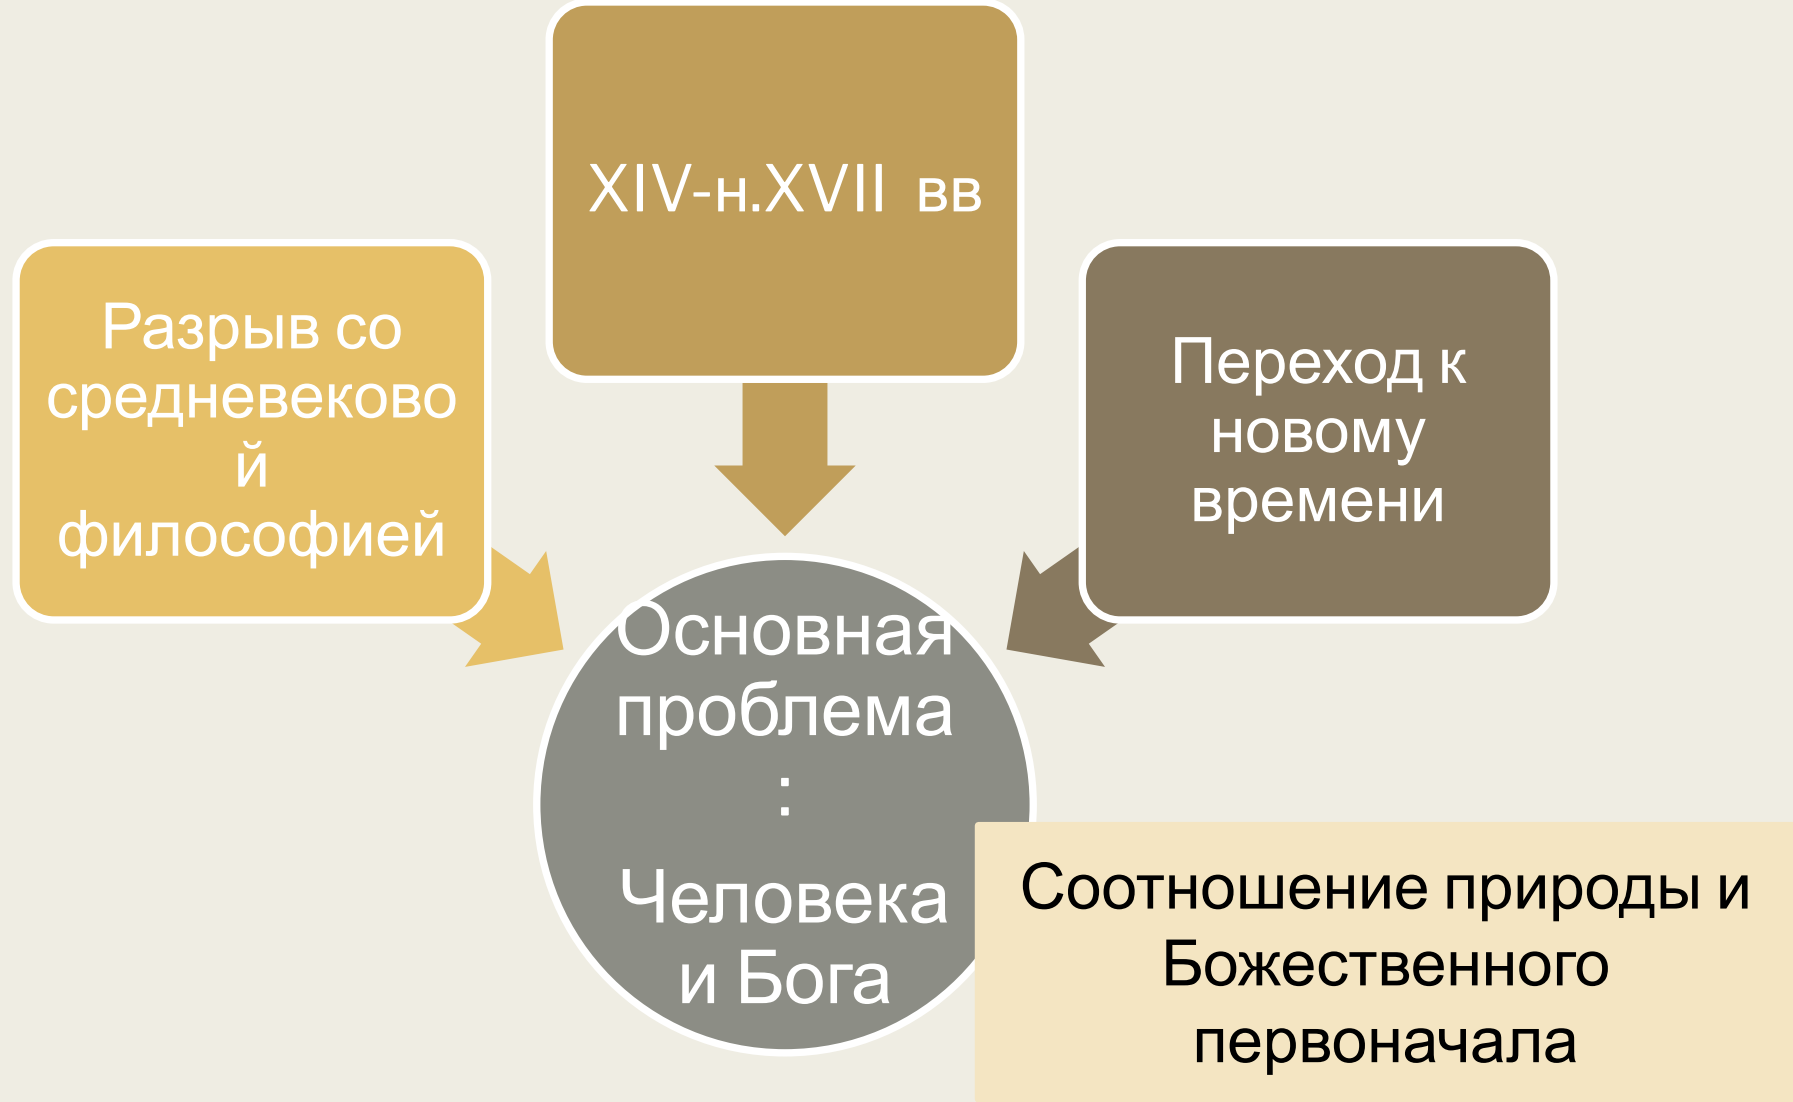 XIV-н.XVII вв
Разрыв со
средневеково
й
философией
Переход к
новому
времени
Основная
проблема
:
Человека
и Бога
Соотношение природы и
Божественного
первоначала